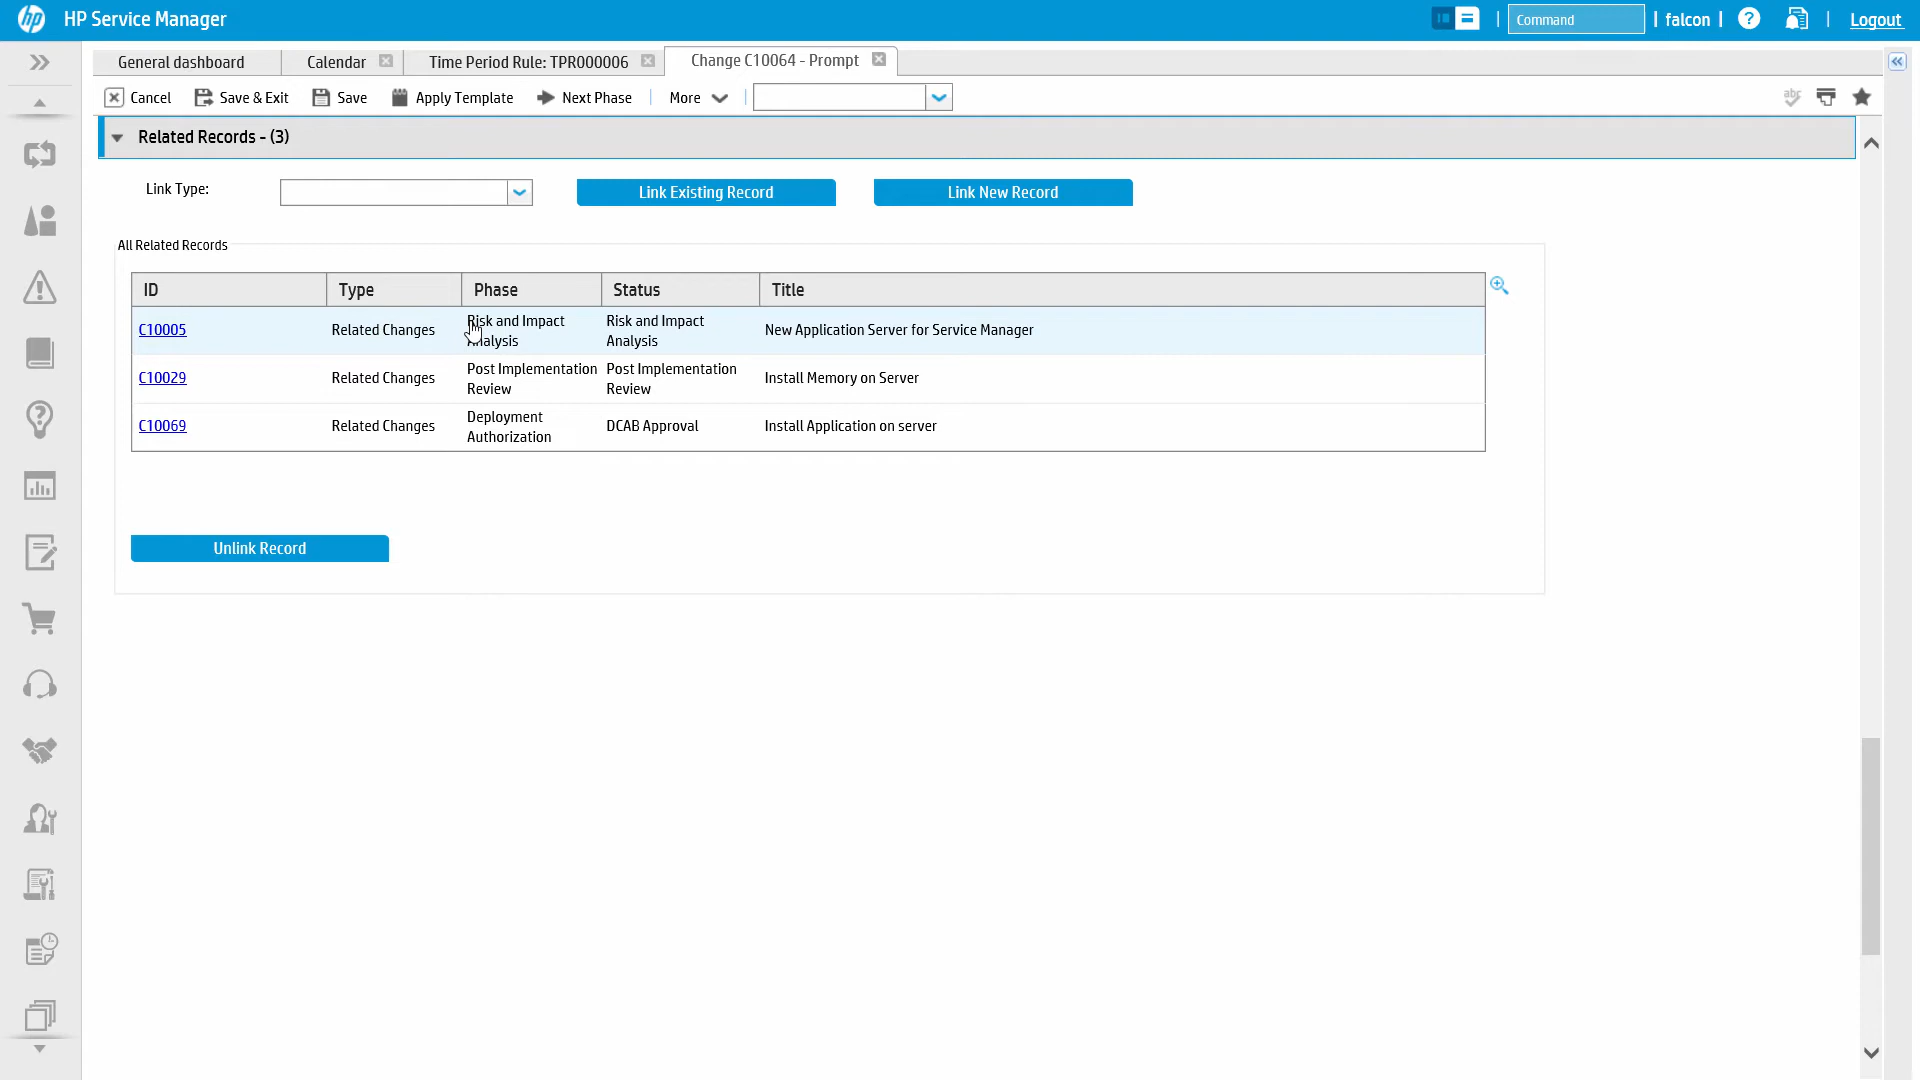 hp HP Service Manager Command | falcon | ? | Logout
General dashboard Calendar Time Period Rule: TPR000006 Change C10064 - Prompt
Cancel Save & Exit Save Apply Template Next Phase More abc
Related Records - (3)
Link Type: Link Existing Record Link New Record
All Related Records
ID Type Phase Status Title
C10005 Related Changes Risk and Impact Risk and Impact New Application Server for Service Manager
Analysis Analysis
C10029 Related Changes Post Implementation Post Implementation Install Memory on Server
Review Review
C10069 Related Changes Deployment DCAB Approval Install Application on server
Authorization
Unlink Record